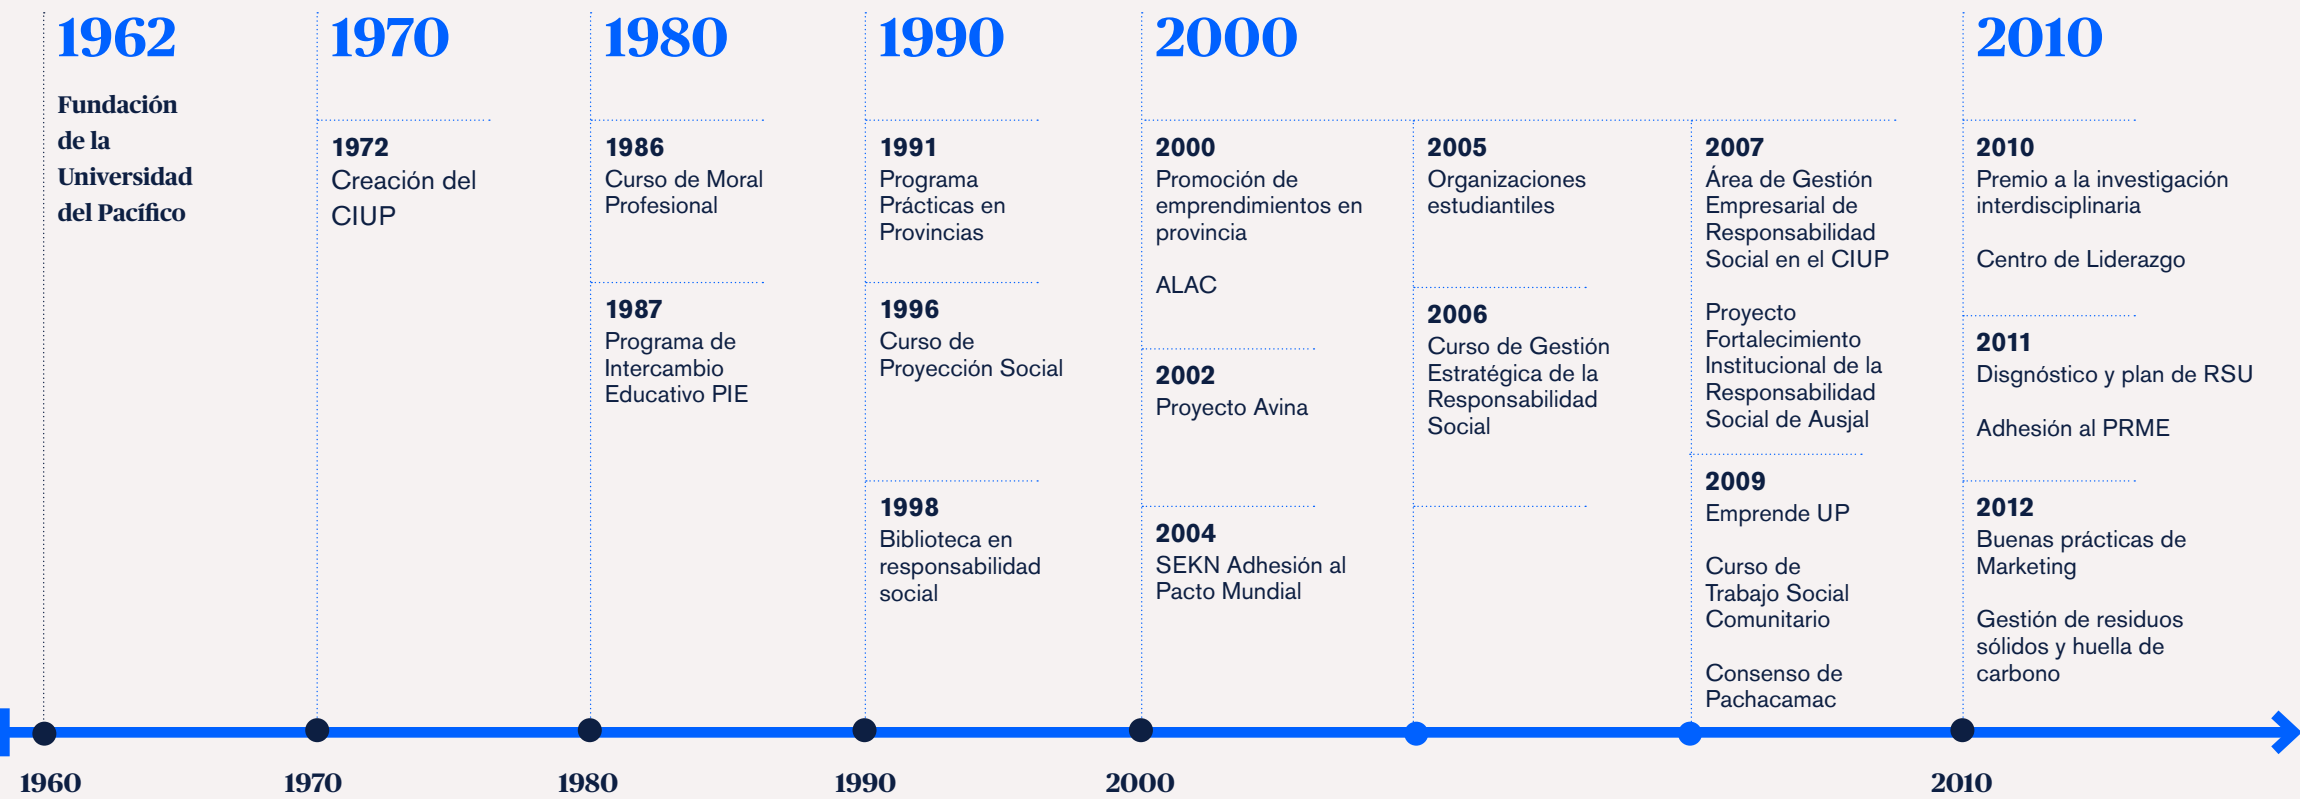 1962
Fundación
de la
Universidad
del Pacífico
1970
1972
Creación del
CIUP
1980
1986
Curso de Moral
Profesional
1987
Programa de
Intercambio
Educativo PIE
1990
1991
Programa
Prácticas en
Provincias
1996
Curso de
Proyección Social
1998
Biblioteca en
responsabilidad
social
2000
2000
Promoción de
emprendimientos en
provincia
ALAC
2002
Proyecto Avina
2004
SEKN Adhesión al
Pacto Mundial
2005
Organizaciones
estudiantiles
2006
Curso de Gestión
Estratégica de la
Responsabilidad
Social
2007
Área de Gestión
Empresarial de
Responsabilidad
Social en el CIUP
Proyecto
Fortalecimiento
Institucional de la
Responsabilidad
Social de Ausjal
2009
Emprende UP
Curso de
Trabajo Social
Comunitario
Consenso de
Pachacamac
2010
2010
Premio a la investigación
interdisciplinaria
Centro de Liderazgo
2011
Disgnóstico y plan de RSU
Adhesión al PRME
2012
Buenas prácticas de
Marketing
Gestión de residuos
sólidos y huella de
carbono
1960
1970
1980
1990
2000
2010